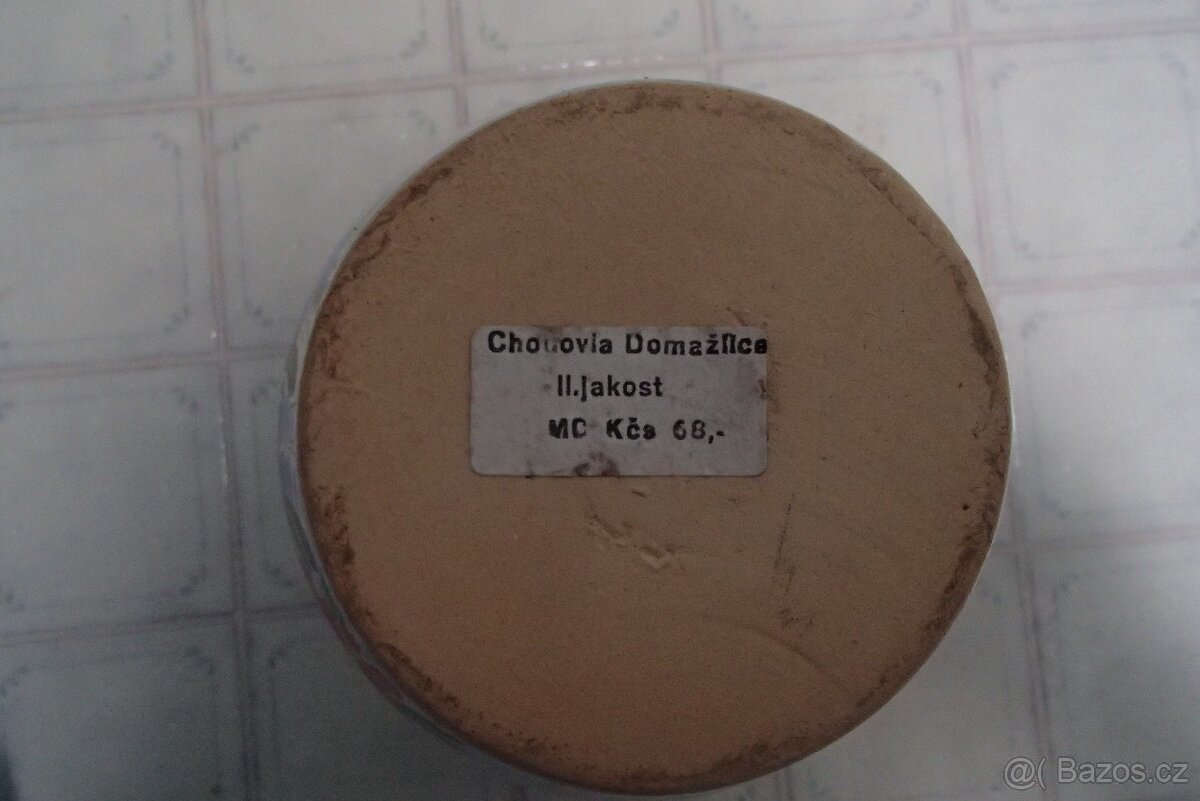 Chodovia Domažlice
II.jakost
MC Kčs 68,-
@( Bazos.cz